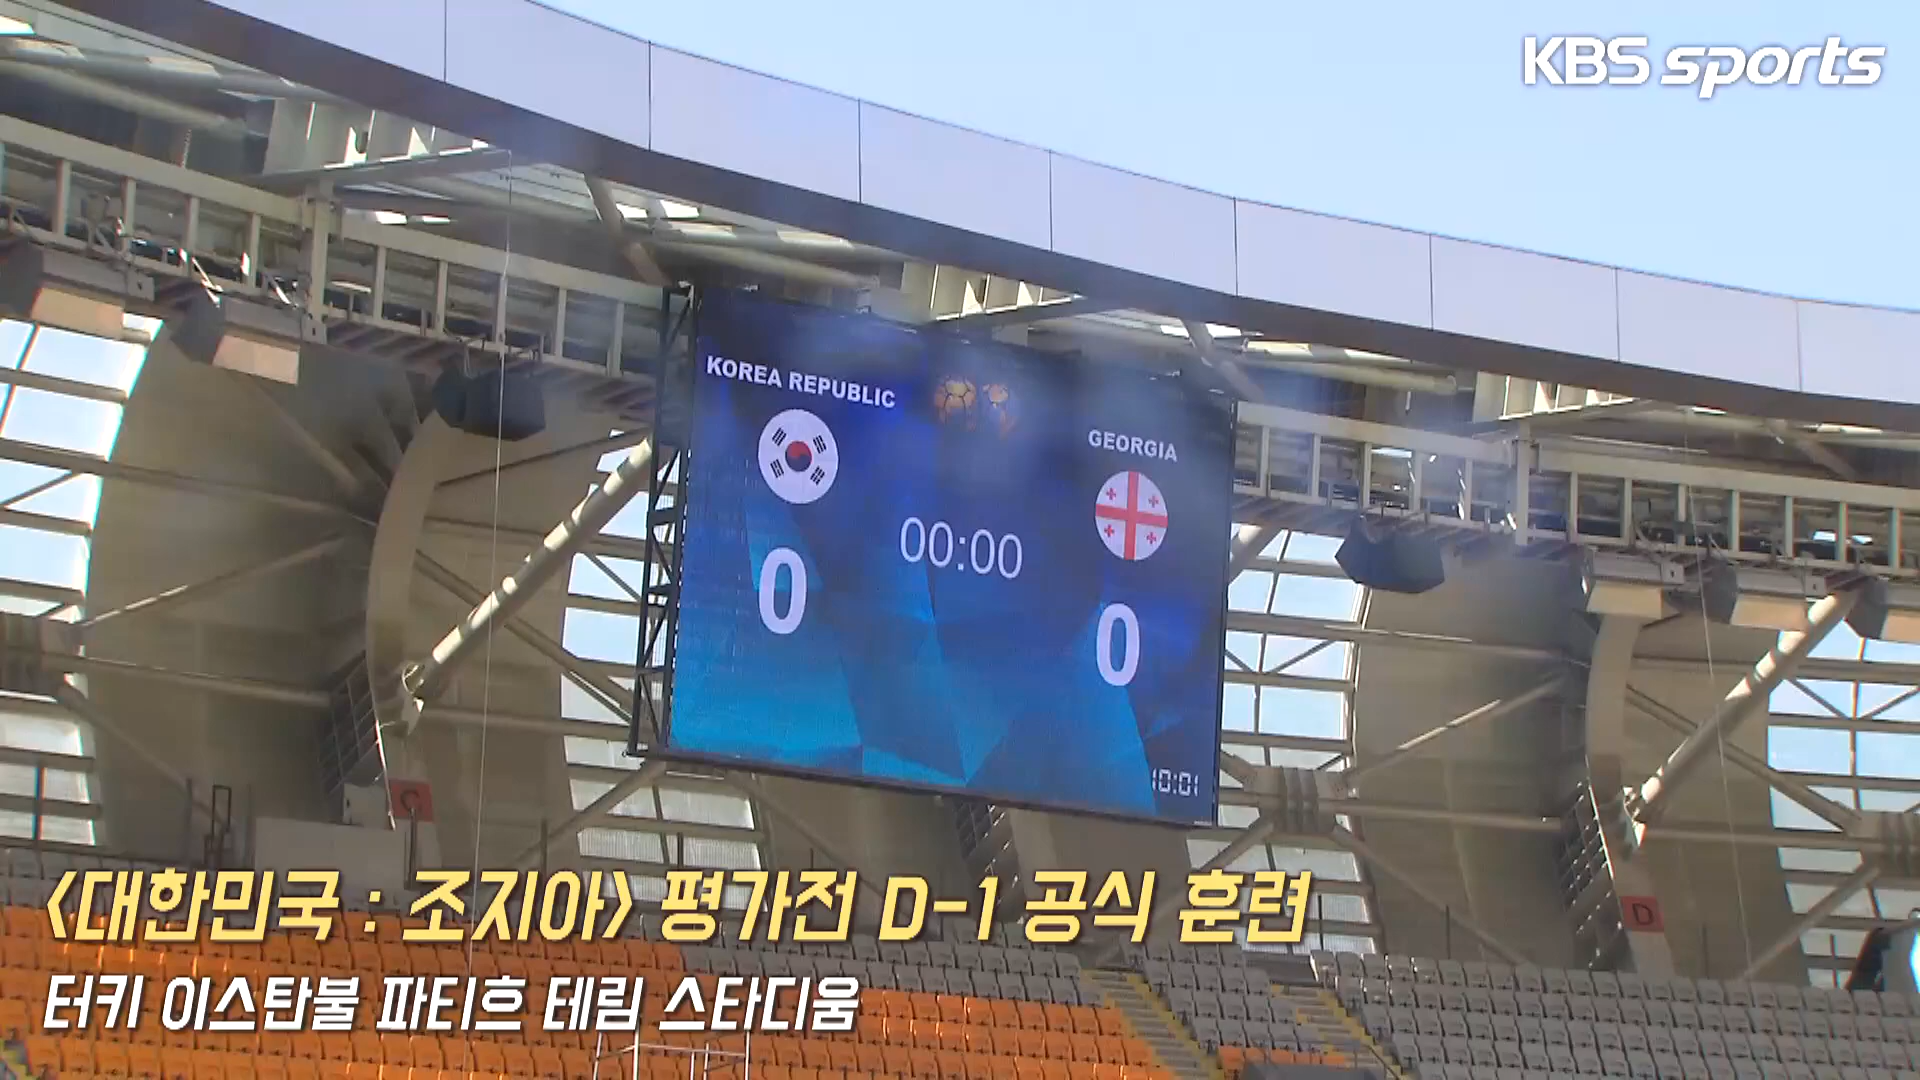 KBS sports
KOREA REPUBLIC
GEORGIA
00:00
0
0
10:01
C
D
<대한민국 : 조지아> 평가전 D-1 공식 훈련
터키 이스탄불 파티흐 테림 스타디움